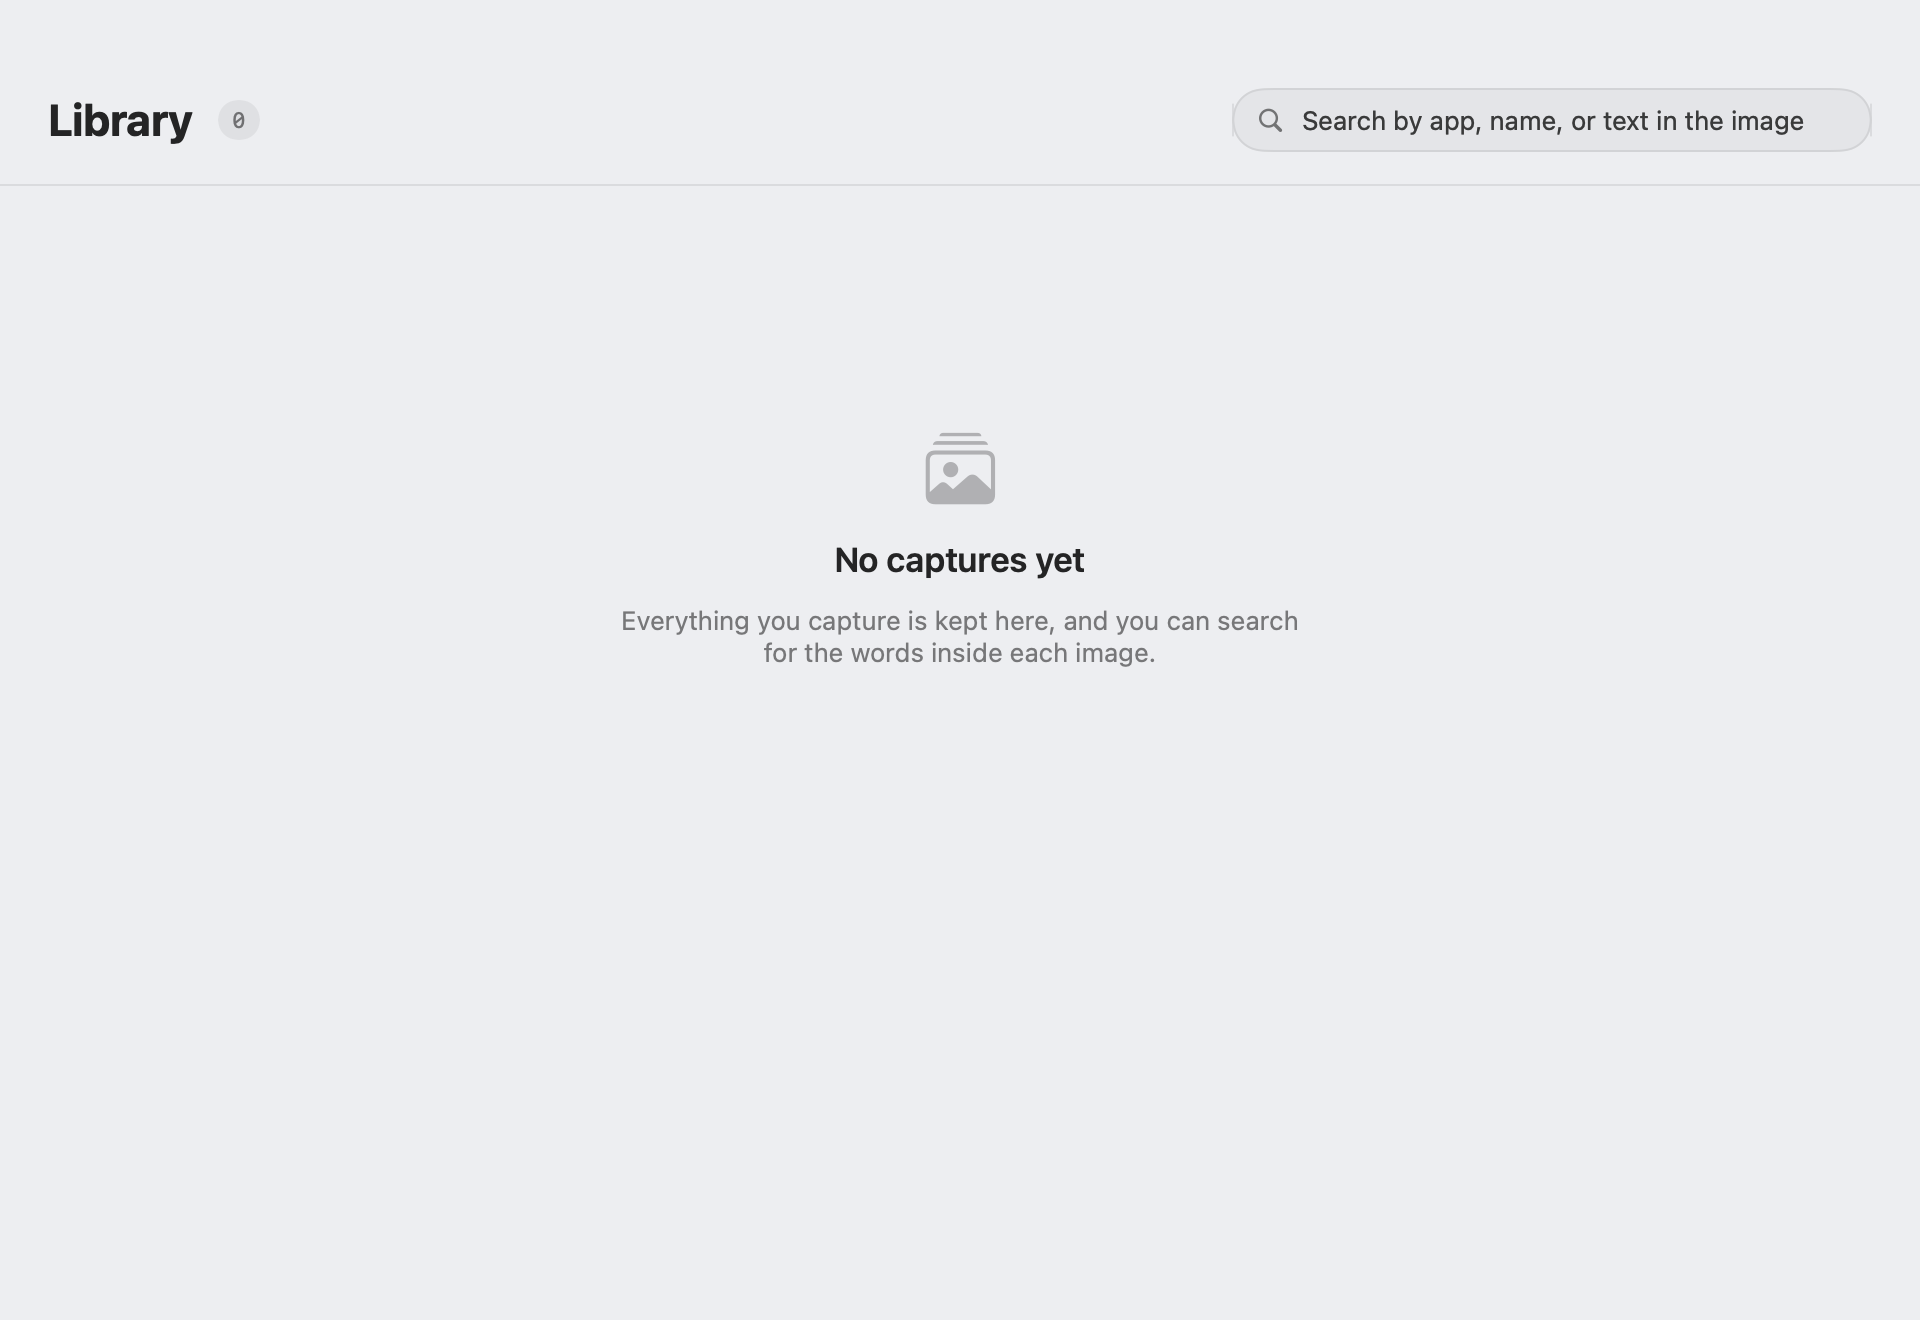 Library
0
Search by app, name, or text in the image
No captures yet
Everything you capture is kept here, and you can search
for the words inside each image.